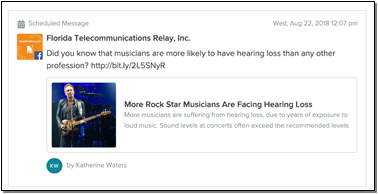 Scheduled Message
Wed, Aug 22, 2018 12:07 pm
Florida Telecommunications Relay, Inc.
Did you know that musicians are more likely to have hearing loss than any other
profession? http://bit.ly/2L5SNyR
More Rock Star Musicians Are Facing Hearing Loss
More musicians are suffering from hearing loss, due to years of exposure to
loud music. Sound levels at concerts often exceed the recommended levels.
KW by Katherine Waters